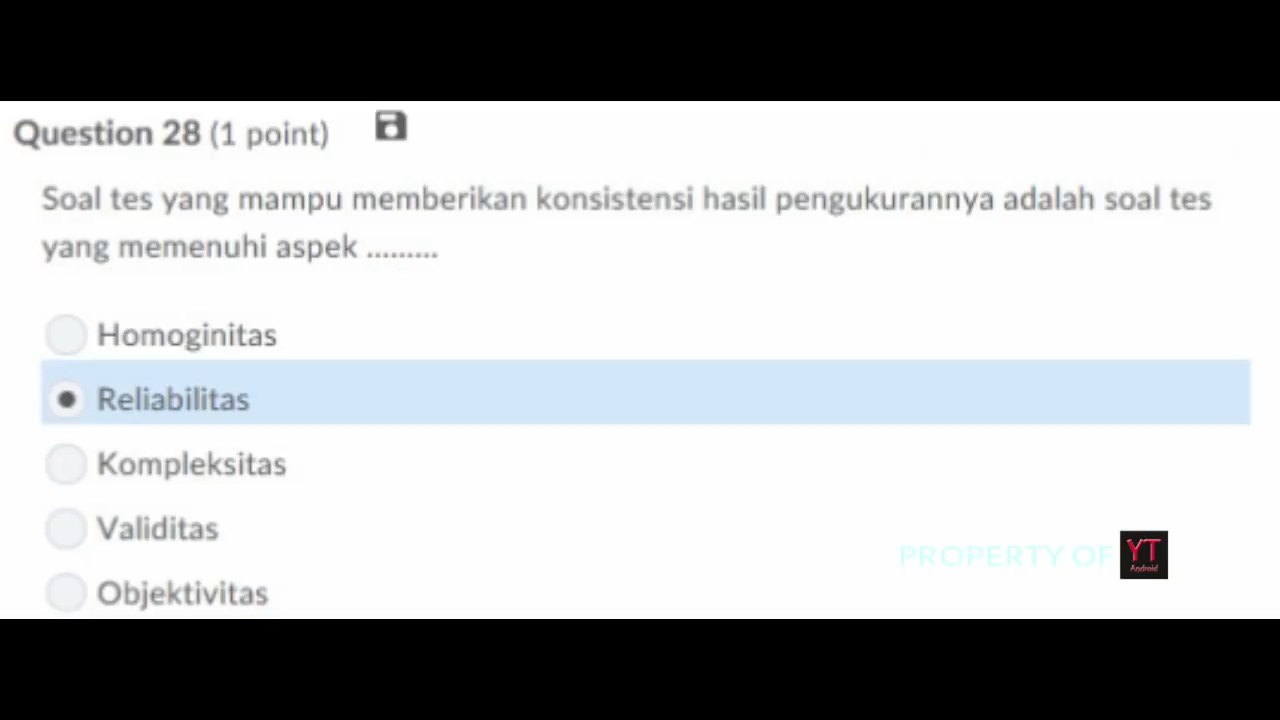 Question 28 (1 point)
Soal tes yang mampu memberikan konsistensi hasil pengukurannya adalah soal tes
yang memenuhi aspek .........
Homoginitas
Reliabilitas
Kompleksitas
Validitas
Objektivitas
PROPERTY OF
YT
Android